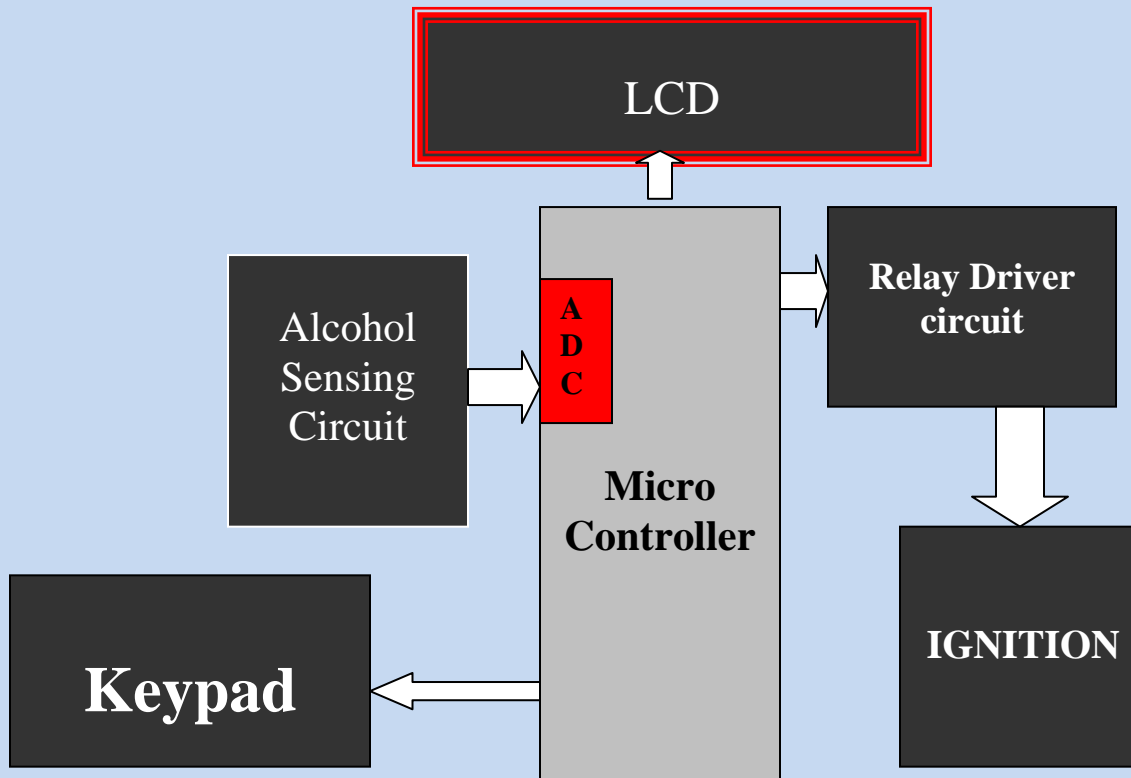 LCD
Relay Driver
circuit
Alcohol
Sensing
Circuit
A
D
C
Micro
Controller
IGNITION
Keypad